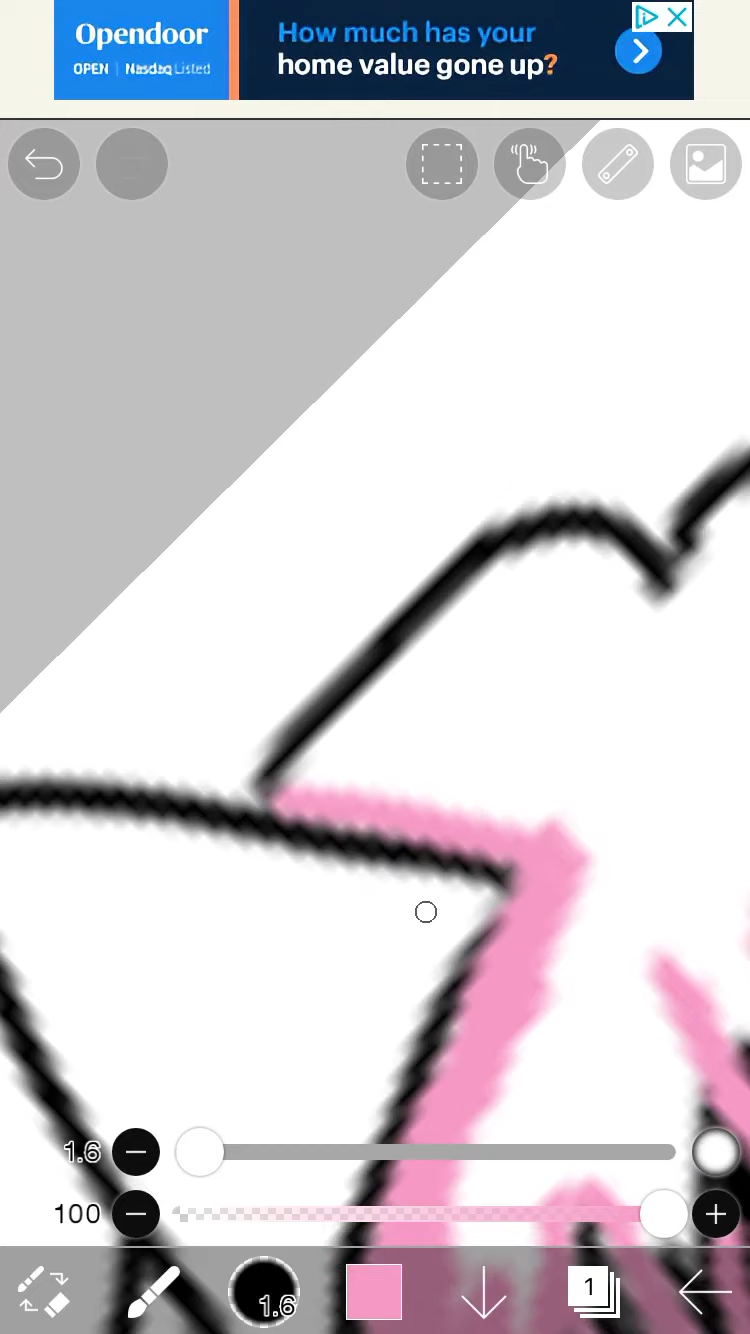 Opendoor
OPEN | Nasdaq Listed
How much has your
home value gone up?
1.6
100
1.6
1